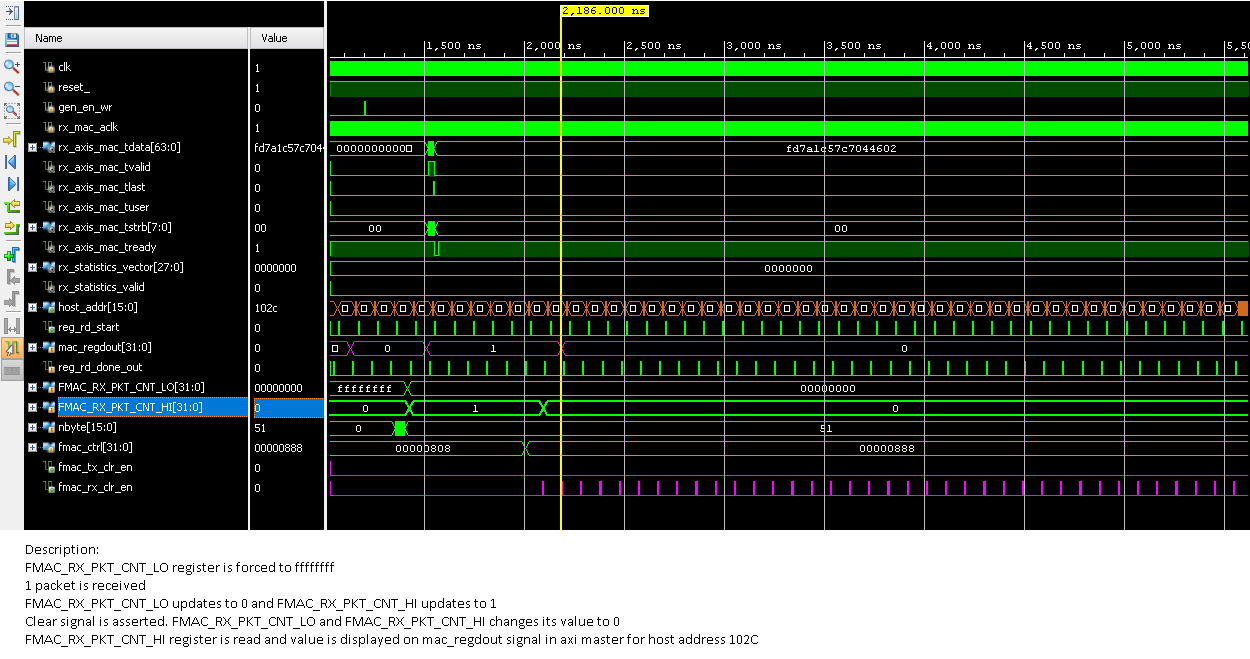 2,186.000 ns
Name Value
1,500 ns 2,000 ns 2,500 ns 3,000 ns 3,500 ns 4,000 ns 4,500 ns 5,000 ns 5,50
clk 1
reset_ 1
gen_en_wr 0
rx_mac_aclk 1
rx_axis_mac_tdata[63:0] fd7a1c57c7044 0000000000 fd7a1c57c7044602
rx_axis_mac_tvalid 0
rx_axis_mac_tlast 0
rx_axis_mac_tuser 0
rx_axis_mac_tstrb[7:0] 00 00 00
rx_axis_mac_tready 1
rx_statistics_vector[27:0] 0000000 0000000
rx_statistics_valid 0
host_addr[15:0] 102c
reg_rd_start 0
mac_regdout[31:0] 0 0 1 0
reg_rd_done_out 0
FMAC_RX_PKT_CNT_LO[31:0] 00000000 ffffffff 00000000
FMAC_RX_PKT_CNT_HI[31:0] 0 0 1 0
nbyte[15:0] 51 0 51
fmac_ctrl[31:0] 00000888 00000808 00000888
fmac_tx_clr_en 0
fmac_rx_clr_en 0
Description:
FMAC_RX_PKT_CNT_LO register is forced to ffffffff
1 packet is received
FMAC_RX_PKT_CNT_LO updates to 0 and FMAC_RX_PKT_CNT_HI updates to 1
Clear signal is asserted. FMAC_RX_PKT_CNT_LO and FMAC_RX_PKT_CNT_HI changes its value to 0
FMAC_RX_PKT_CNT_HI register is read and value is displayed on mac_regdout signal in axi master for host address 102C